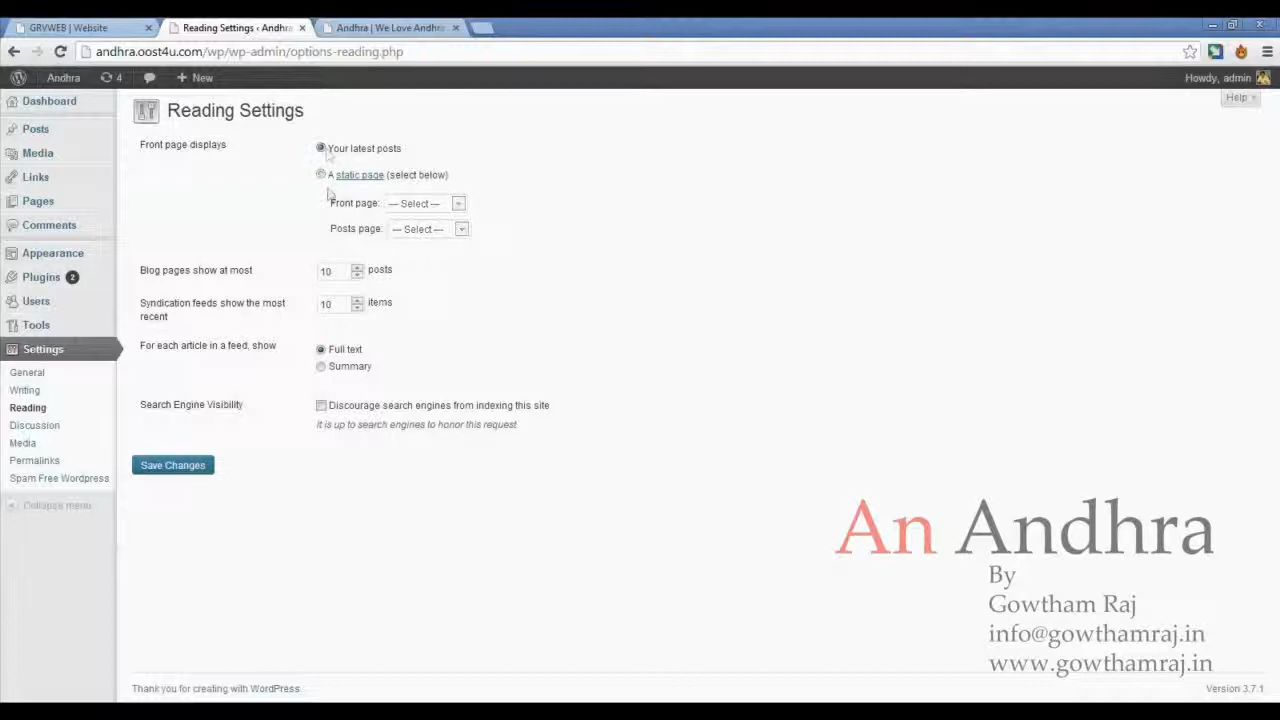 GRVWEB | Website
Reading Settings ‹ Andhra
Andhra | We Love Andhra
andhra.oost4u.com/wp/wp-admin/options-reading.php
Andhra
4
New
Howdy, admin
Help
Dashboard
Posts
Media
Links
Pages
Comments
Appearance
Plugins 2
Users
Tools
Settings
General
Writing
Reading
Discussion
Media
Permalinks
Spam Free Wordpress
Collapse menu
Reading Settings
Front page displays
Your latest posts
A static page (select below)
Front page: — Select —
Posts page: — Select —
Blog pages show at most 10 posts
Syndication feeds show the most recent 10 items
For each article in a feed, show
Full text
Summary
Search Engine Visibility
Discourage search engines from indexing this site
It is up to search engines to honor this request.
Save Changes
An Andhra
By
Gowtham Raj
info@gowthamraj.in
www.gowthamraj.in
Thank you for creating with WordPress.
Version 3.7.1